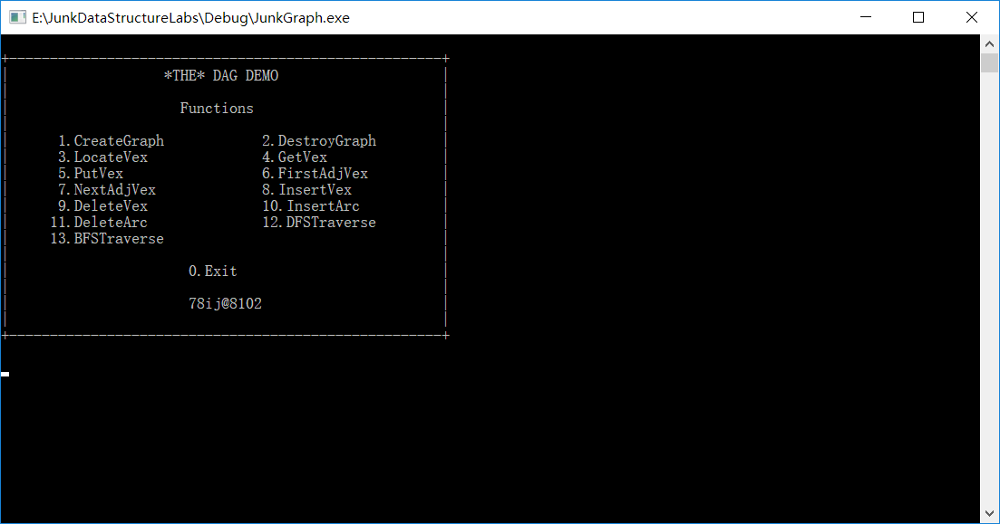 E:\JunkDataStructureLabs\Debug\JunkGraph.exe
+-----------------------------------------------------+
| *THE* DAG DEMO |
| |
| Functions |
| |
| 1.CreateGraph 2.DestroyGraph |
| 3.LocateVex 4.GetVex |
| 5.PutVex 6.FirstAdjVex |
| 7.NextAdjVex 8.InsertVex |
| 9.DeleteVex 10.InsertArc |
| 11.DeleteArc 12.DFSTraverse |
| 13.BFSTraverse |
| |
| 0.Exit |
| |
| 78ij@8102 |
| |
+-----------------------------------------------------+